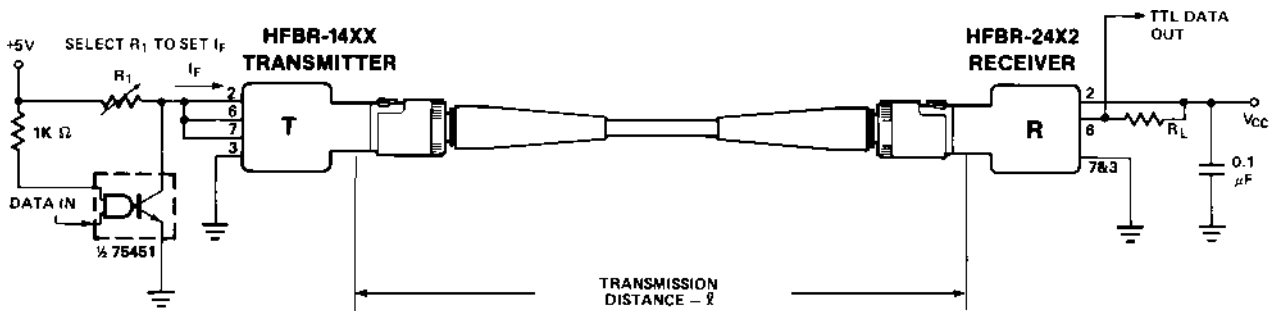 +5V
SELECT R1 TO SET IF
R1
IF
1K Ω
DATA IN
½ 75451
HFBR-14XX
TRANSMITTER
2
6
7
3
T
TRANSMISSION
DISTANCE – ℓ
HFBR-24X2
RECEIVER
R
2
6
7&3
TTL DATA
OUT
RL
VCC
0.1
μF